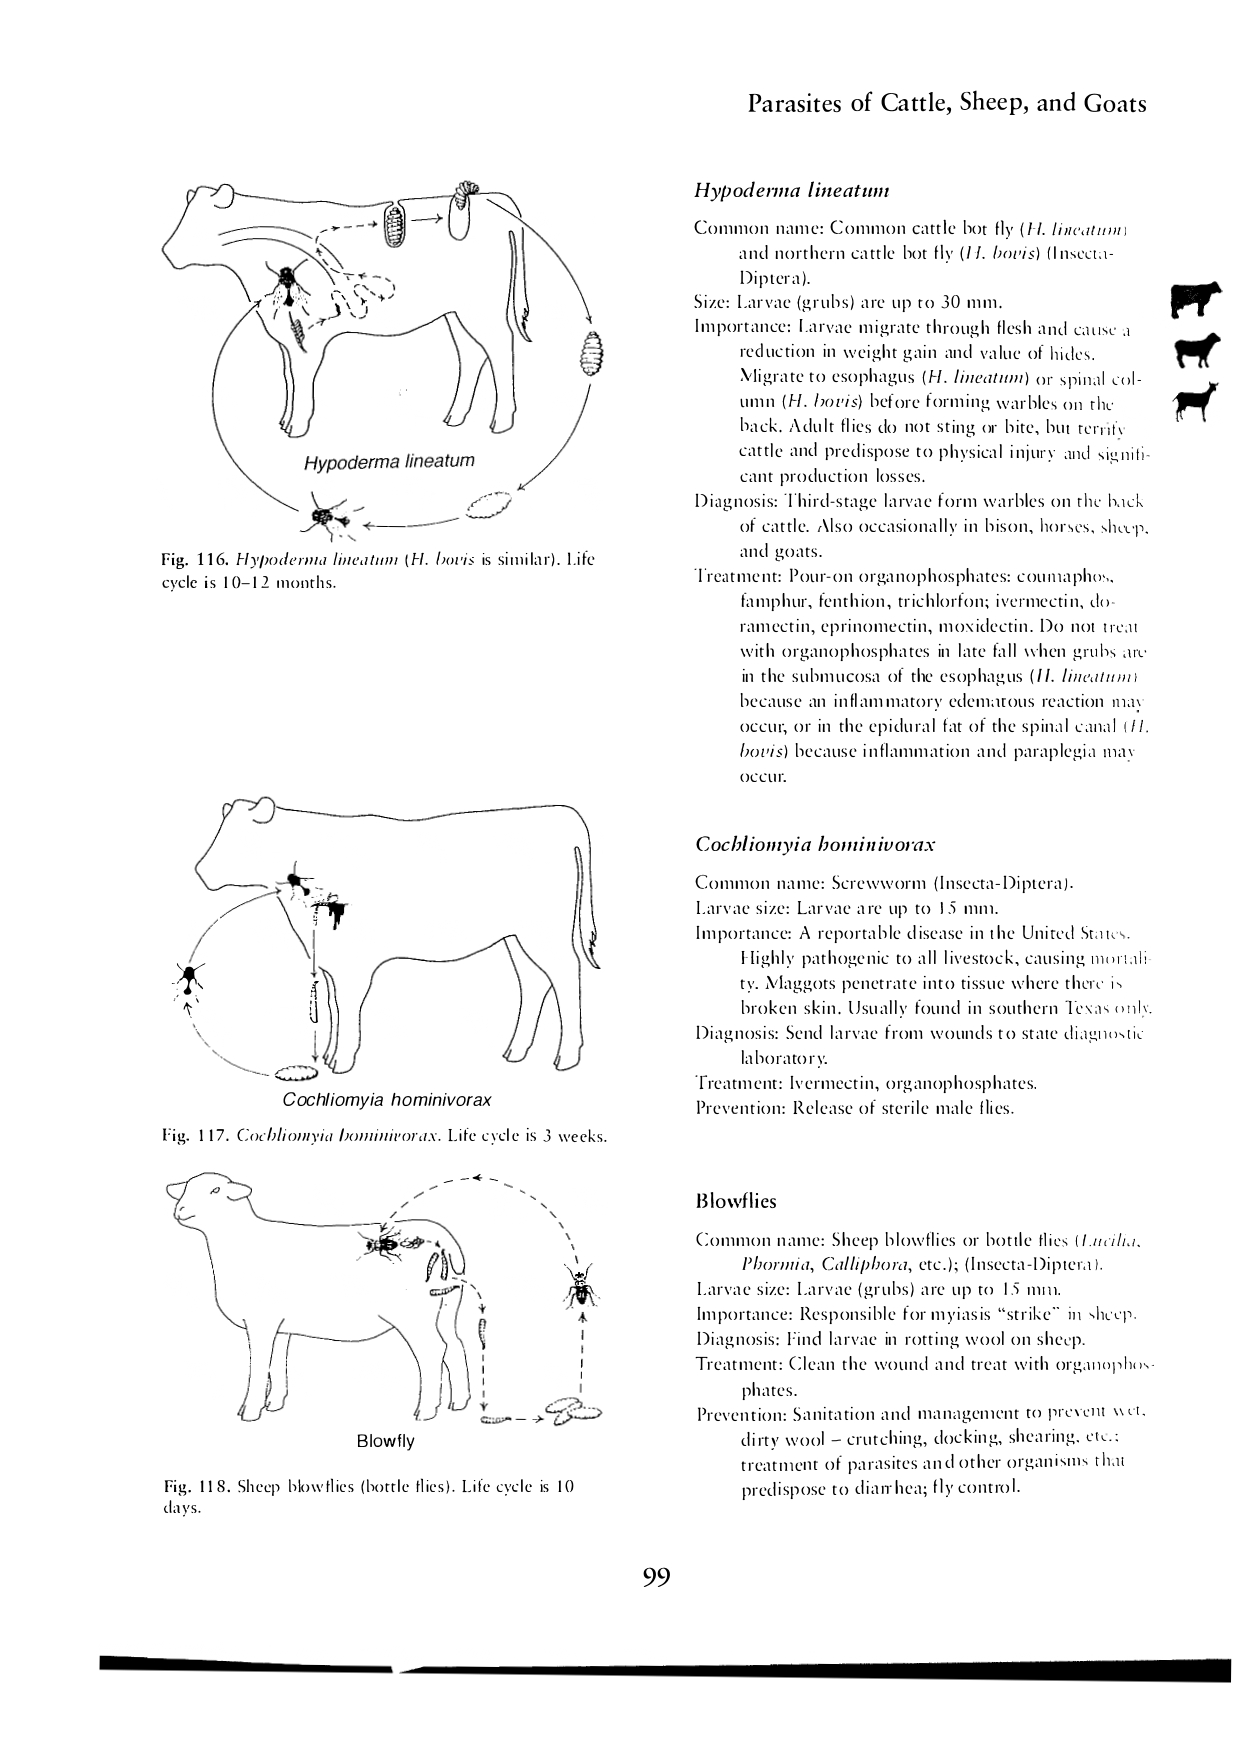 Parasites of Cattle, Sheep, and Goats
Hypoderma lineatum
Fig. 116. Hypoderma lineatum (H. bovis is similar). Life
cycle is 10–12 months.
Cochliomyia hominivorax
Fig. 117. Cochliomyia hominivorax. Life cycle is 3 weeks.
Blowfly
Fig. 118. Sheep blowflies (bottle flies). Life cycle is 10
days.
Hypoderma lineatum
Common name: Common cattle bot fly (H. lineatum)
and northern cattle bot fly (H. bovis) (Insecta-
Diptera).
Size: Larvae (grubs) are up to 30 mm.
Importance: Larvae migrate through flesh and cause a
reduction in weight gain and value of hides.
Migrate to esophagus (H. lineatum) or spinal col-
umn (H. bovis) before forming warbles on the
back. Adult flies do not sting or bite, but terrify
cattle and predispose to physical injury and signifi-
cant production losses.
Diagnosis: Third-stage larvae form warbles on the back
of cattle. Also occasionally in bison, horses, sheep,
and goats.
Treatment: Pour-on organophosphates: coumaphos,
famphur, fenthion, trichlorfon; ivermectin, do-
ramectin, eprinomectin, moxidectin. Do not treat
with organophosphates in late fall when grubs are
in the submucosa of the esophagus (H. lineatum)
because an inflammatory edematous reaction may
occur, or in the epidural fat of the spinal canal (H.
bovis) because inflammation and paraplegia may
occur.
Cochliomyia hominivorax
Common name: Screwworm (Insecta-Diptera).
Larvae size: Larvae are up to 15 mm.
Importance: A reportable disease in the United States.
Highly pathogenic to all livestock, causing mortali-
ty. Maggots penetrate into tissue where there is
broken skin. Usually found in southern Texas only.
Diagnosis: Send larvae from wounds to state diagnostic
laboratory.
Treatment: Ivermectin, organophosphates.
Prevention: Release of sterile male flies.
Blowflies
Common name: Sheep blowflies or bottle flies (Lucilia,
Phormia, Calliphora, etc.); (Insecta-Diptera).
Larvae size: Larvae (grubs) are up to 15 mm.
Importance: Responsible for myiasis “strike” in sheep.
Diagnosis: Find larvae in rotting wool on sheep.
Treatment: Clean the wound and treat with organophos-
phates.
Prevention: Sanitation and management to prevent wet,
dirty wool – crutching, docking, shearing, etc.;
treatment of parasites and other organisms that
predispose to diarrhea; fly control.
99